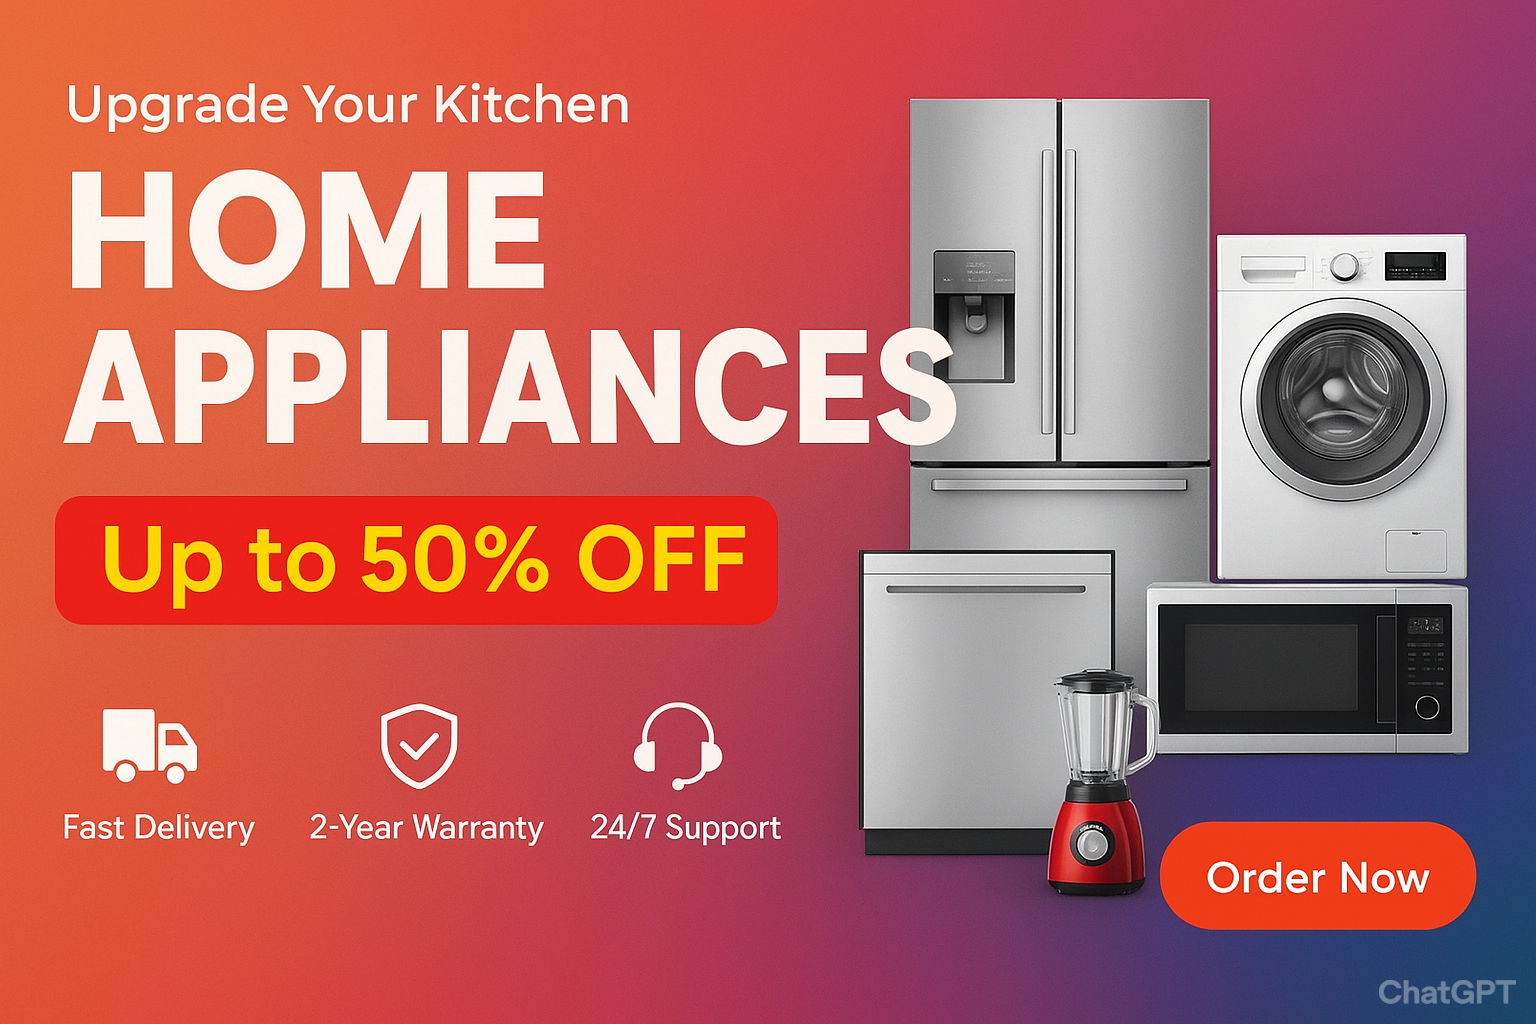 Upgrade Your Kitchen
HOME
APPLIANCES
Up to 50% OFF
Fast Delivery
2-Year Warranty
24/7 Support
Order Now
ChatGPT